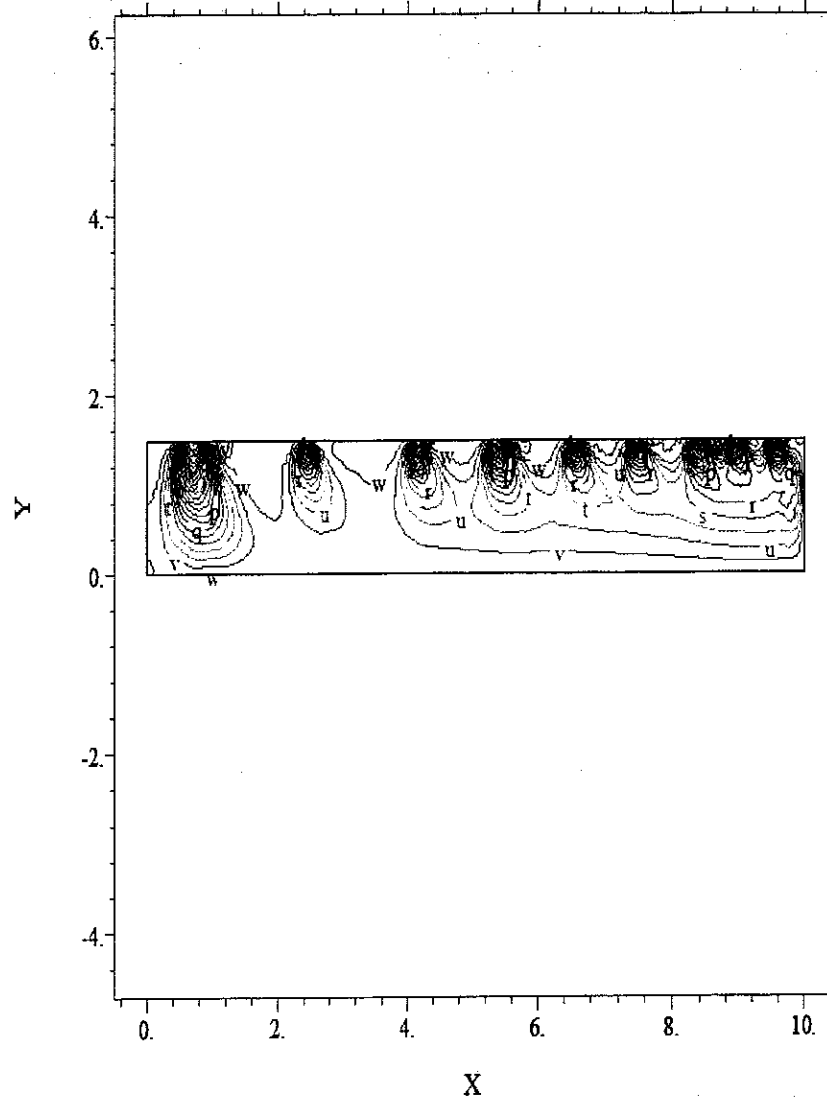 6.
4.
2.
Y
w w w w
r u r p r q
r u r t r t s r
p
q
v w v u
0.
-2.
-4.
0. 2. 4. 6. 8. 10.
X